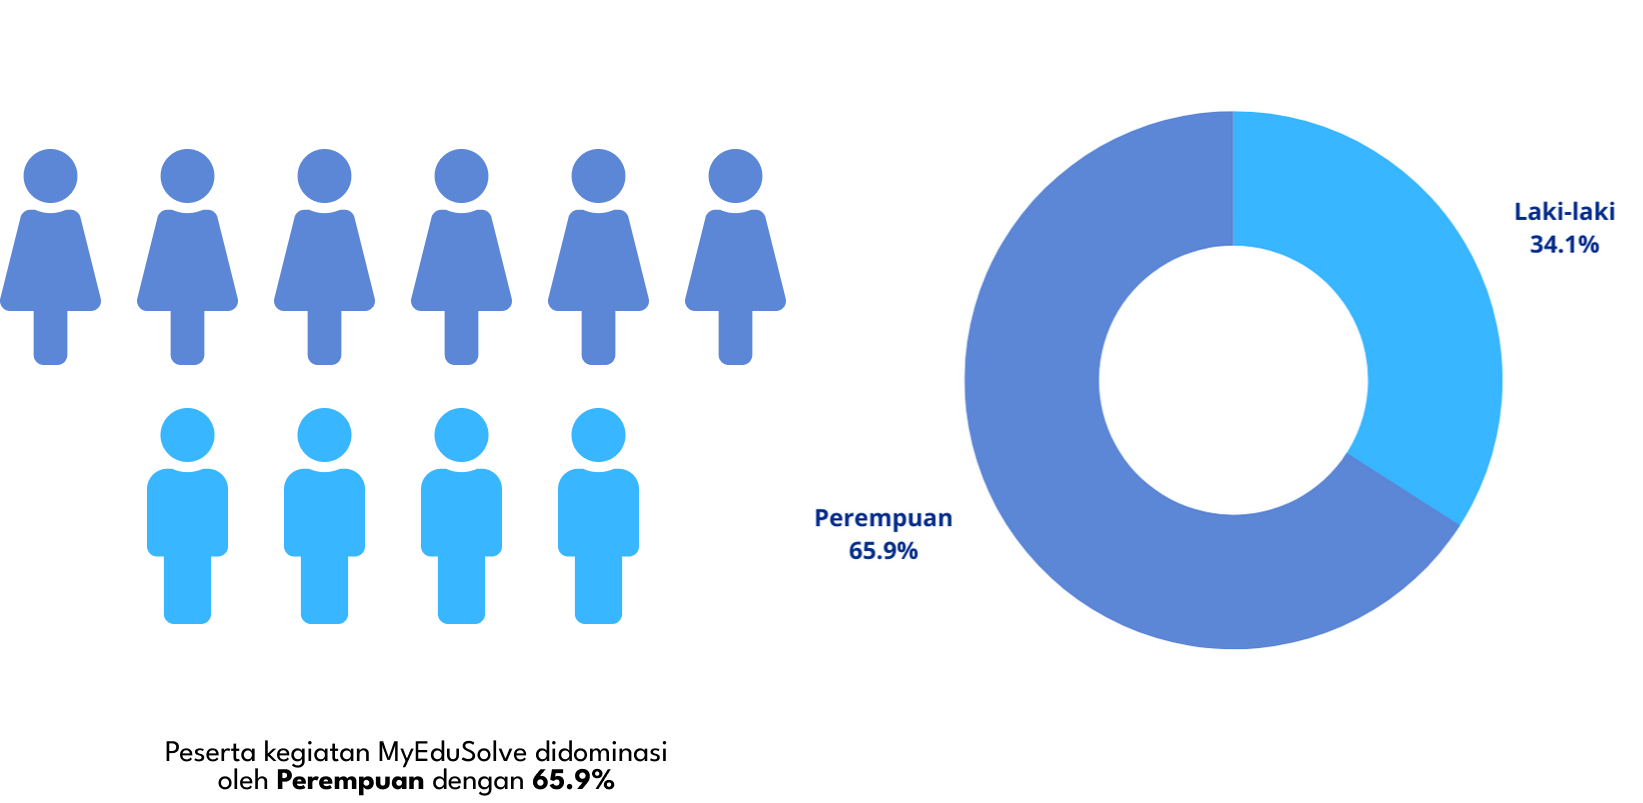 Laki-laki
34.1%
Perempuan
65.9%
Peserta kegiatan MyEduSolve didominasi
oleh Perempuan dengan 65.9%